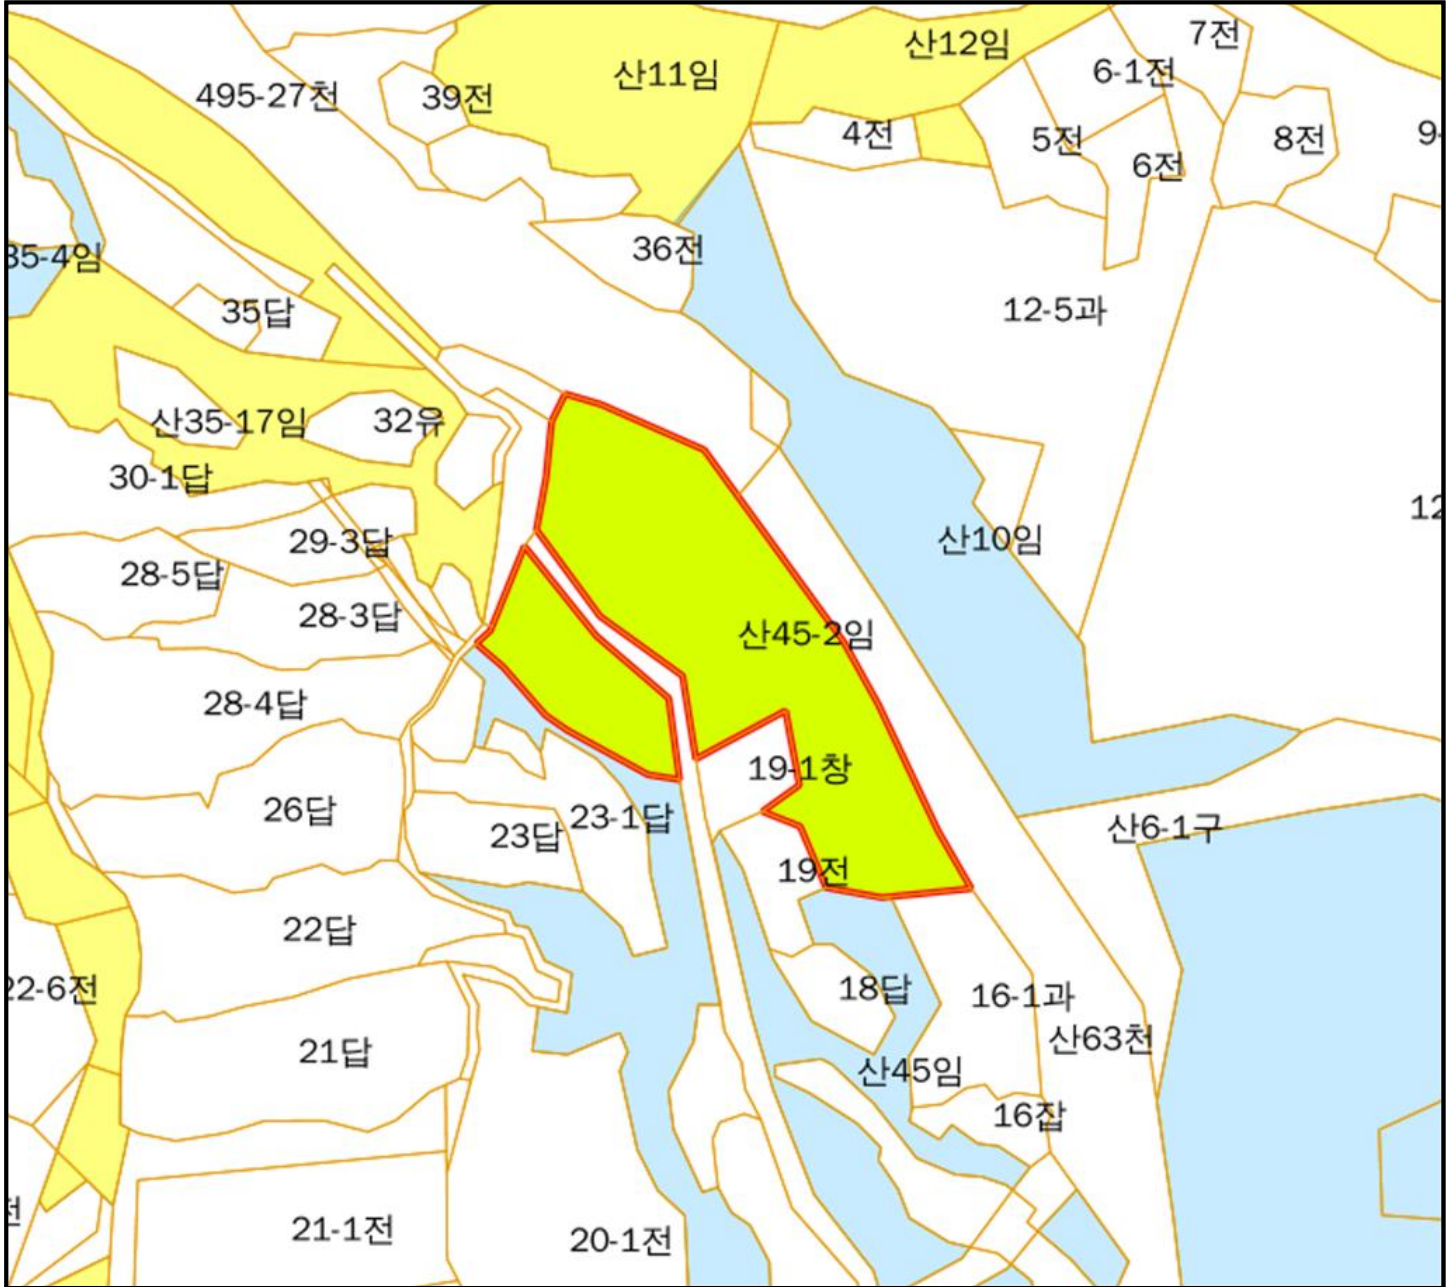 7전
산12임
6-1전
산11임
495-27천
39전
4전
5전
8전
6전
36전
35-4임
35답
12-5과
산35-17임
32유
30-1답
12
산10임
29-3답
28-5답
28-3답
산45-2임
28-4답
19-1창
26답
23-1답
산6-1구
23답
19전
22답
22-6전
18답
16-1과
산63천
21답
산45임
16잡
21-1전
20-1전